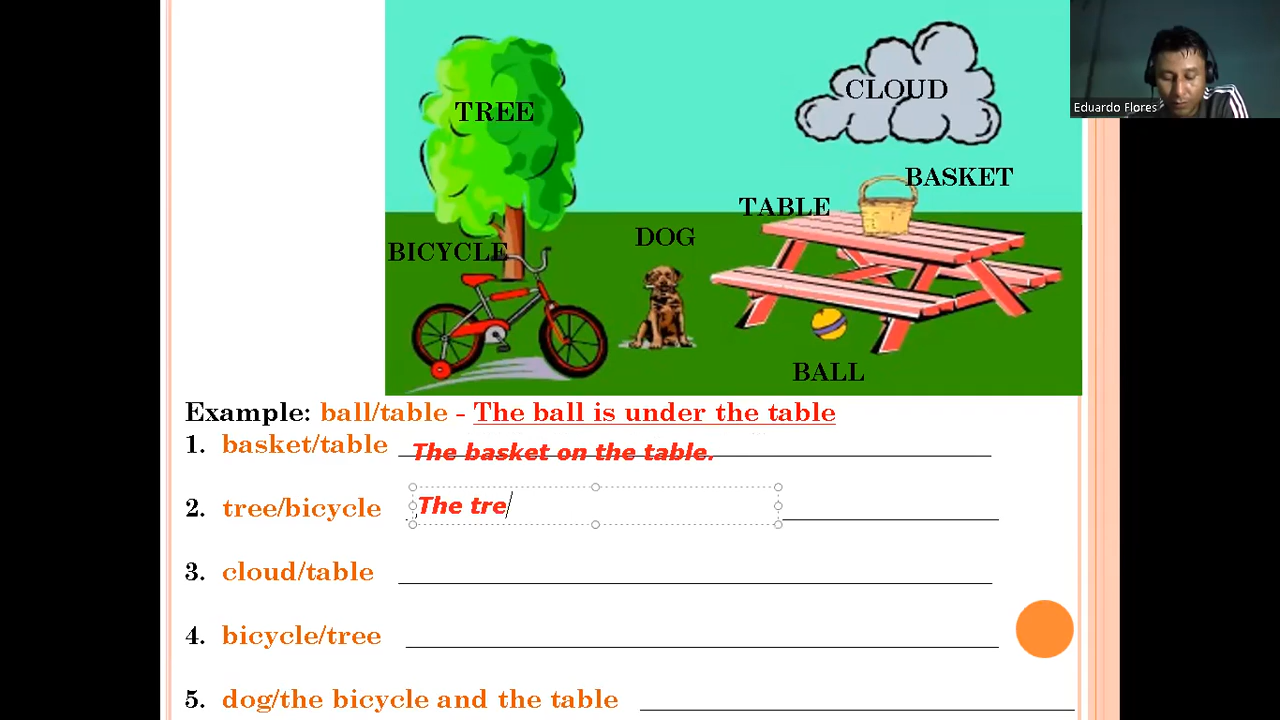 TREE
CLOUD
Eduardo Flores
BASKET
TABLE
DOG
BICYCLE
BALL
Example: ball/table - The ball is under the table
1. basket/table The basket on the table.
2. tree/bicycle The tre
3. cloud/table
4. bicycle/tree
5. dog/the bicycle and the table